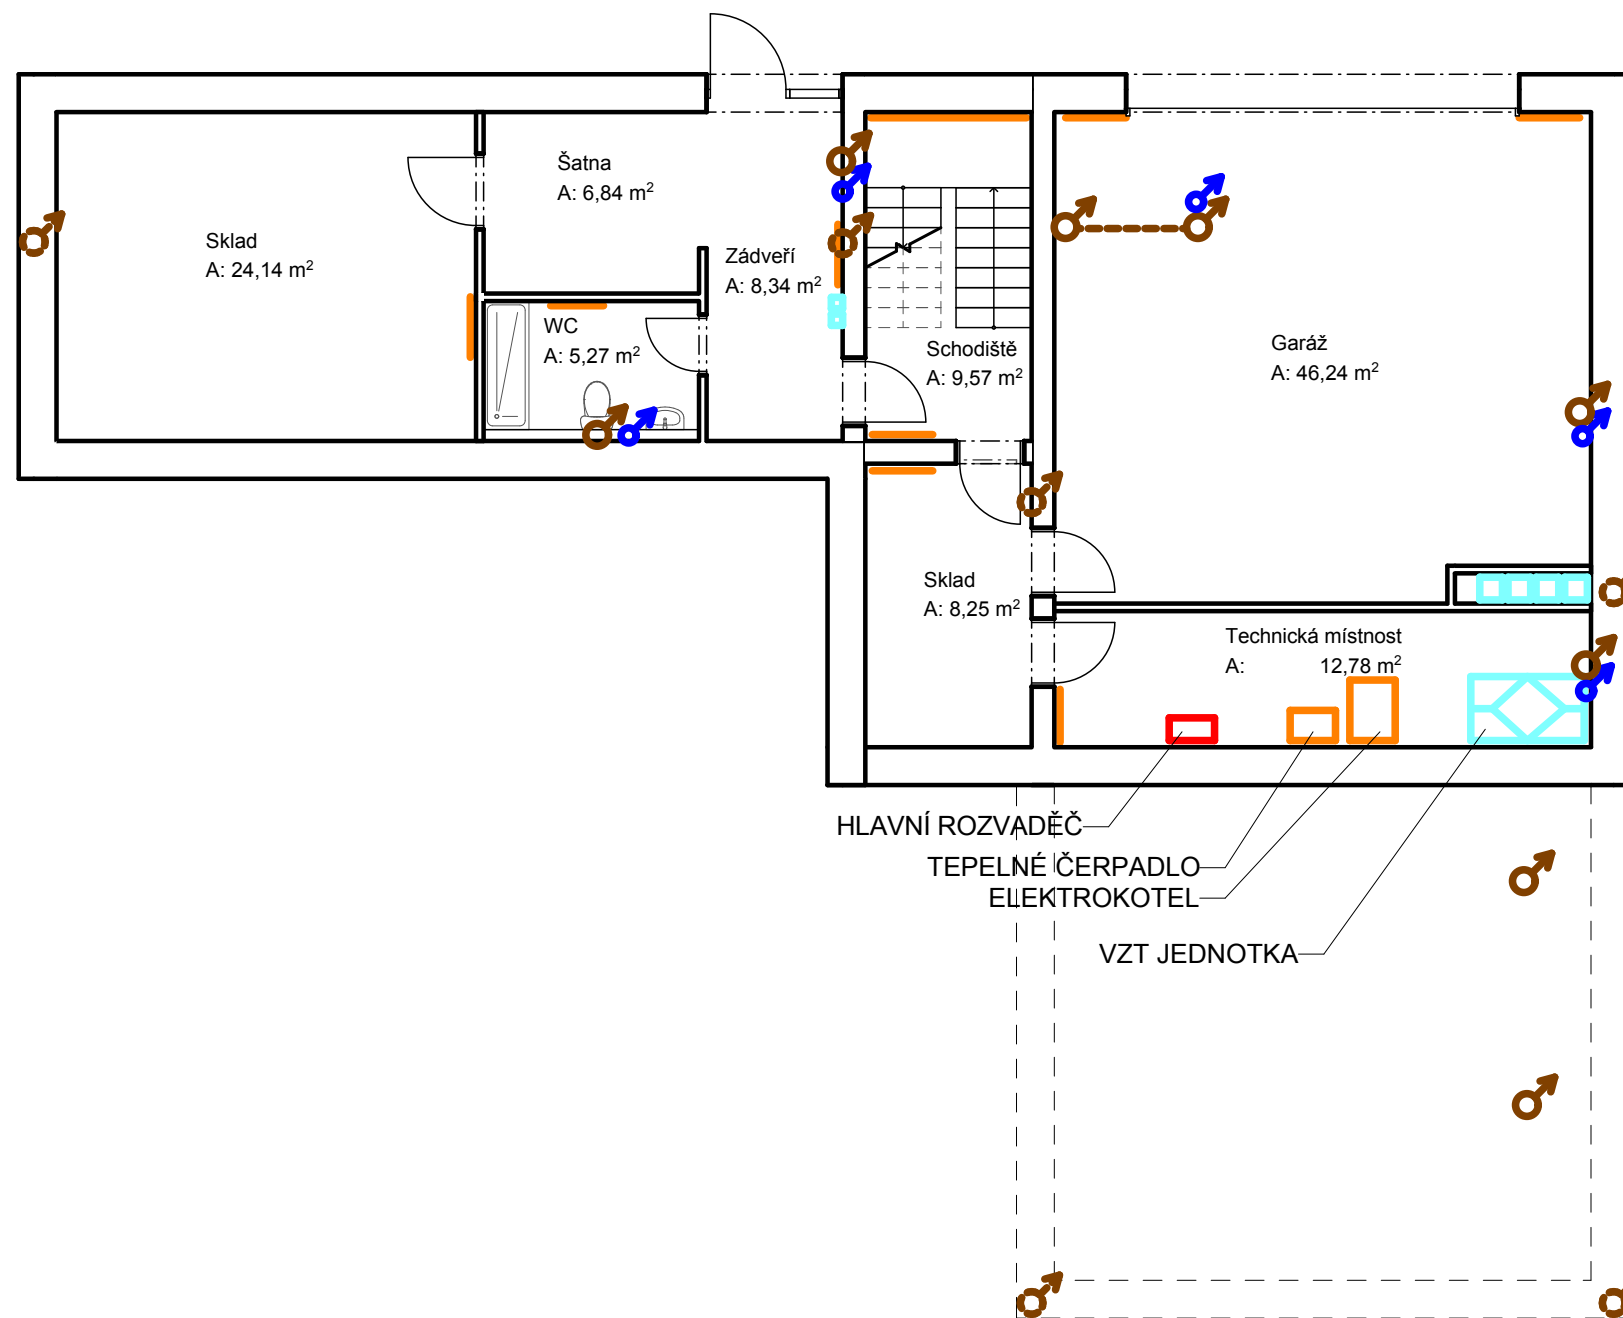 Šatna
A: 6,84 m²
Sklad
A: 24,14 m²
Zádveří
A: 8,34 m²
WC
A: 5,27 m²
Schodiště
A: 9,57 m²
Garáž
A: 46,24 m²
Sklad
A: 8,25 m²
Technická místnost
A: 12,78 m²
HLAVNÍ ROZVADĚČ
TEPELNÉ ČERPADLO
ELEKTROKOTEL
VZT JEDNOTKA